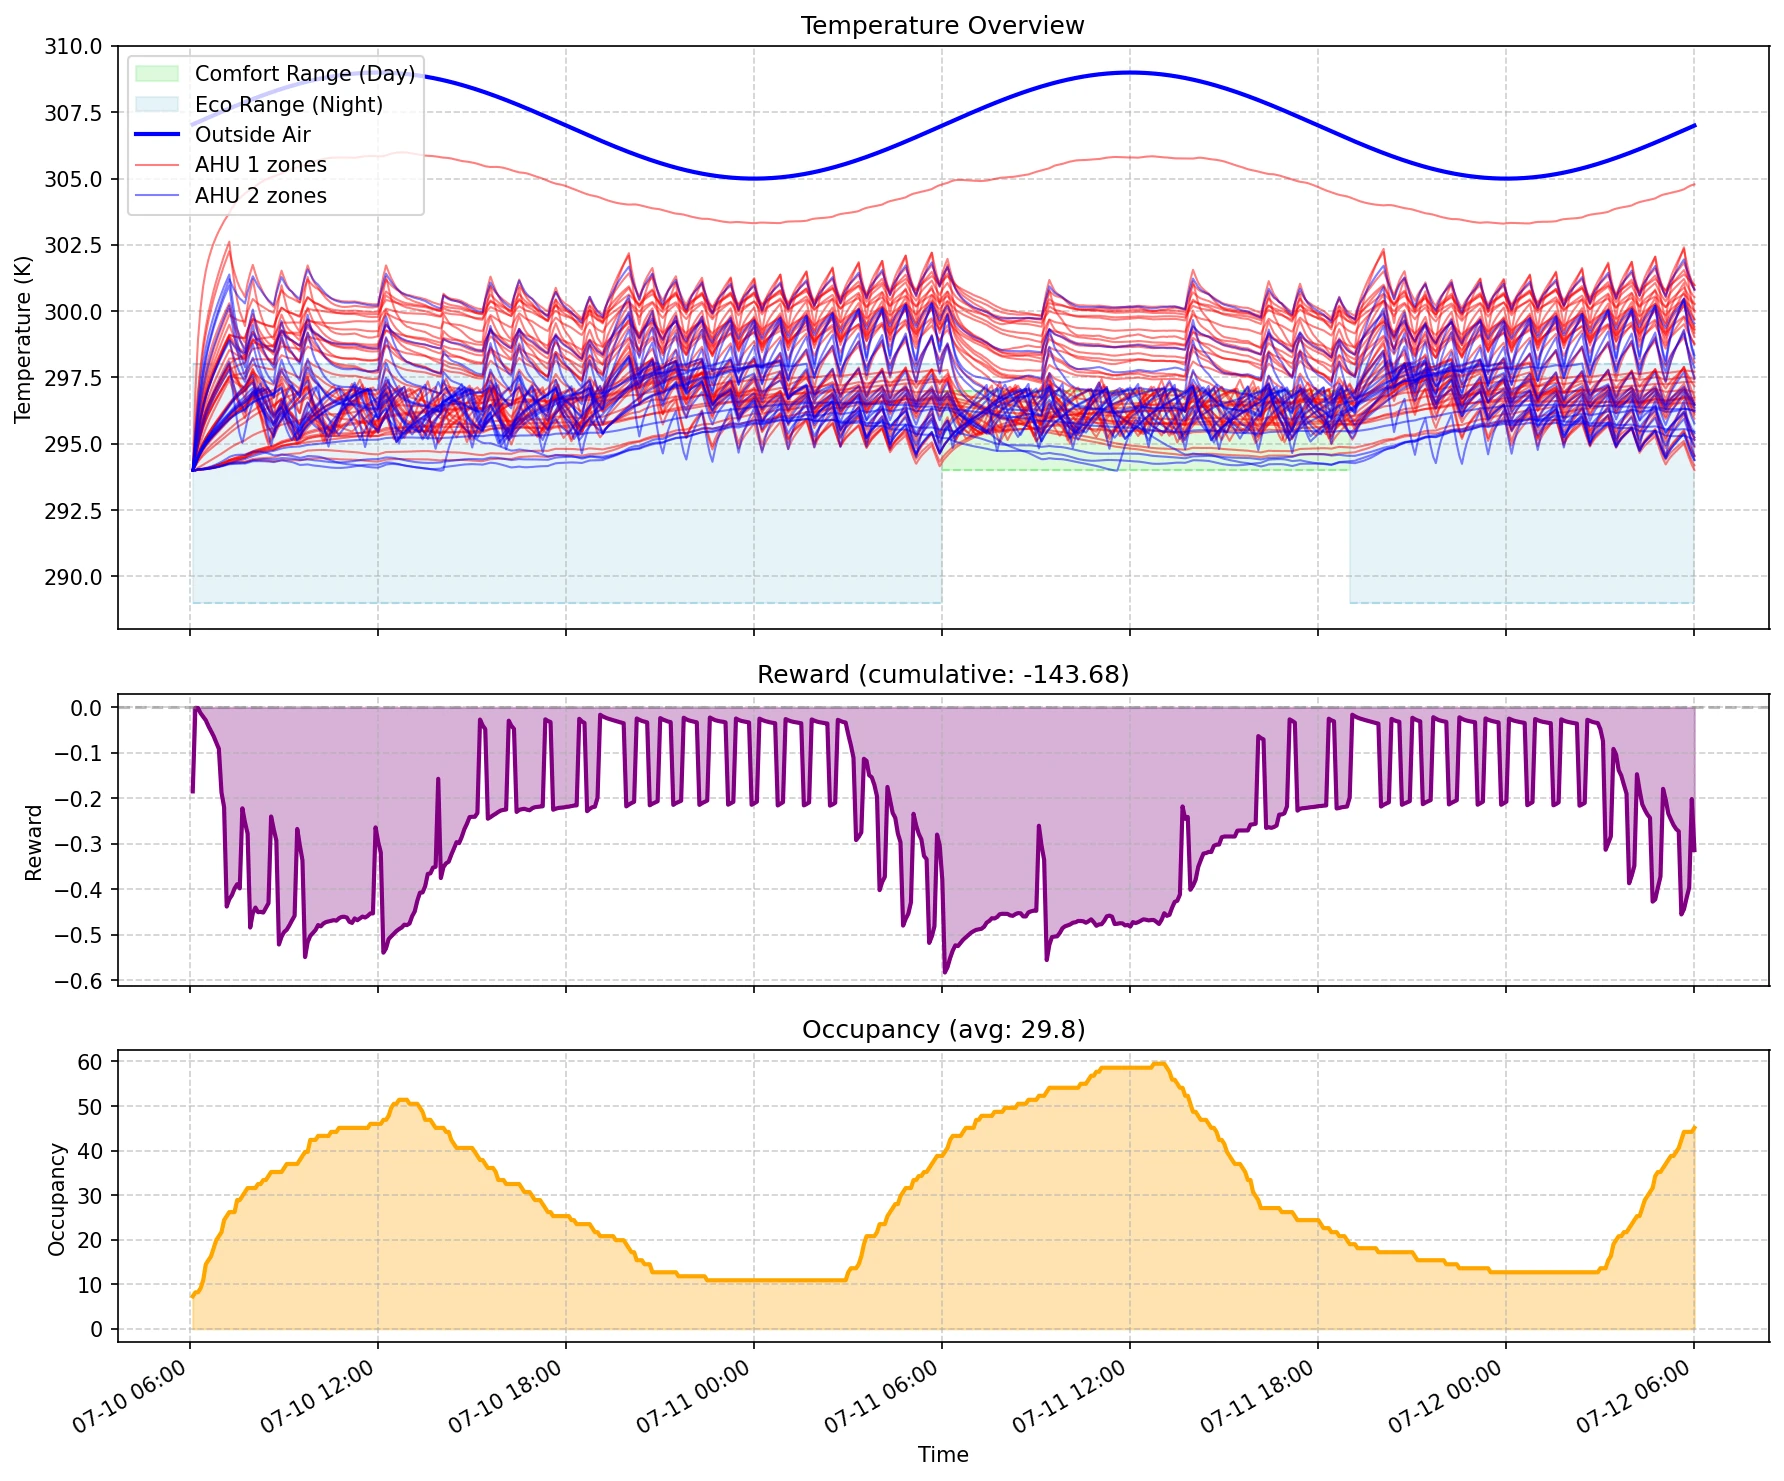 Temperature Overview
310.0
307.5
305.0
302.5
300.0
297.5
295.0
292.5
290.0
Temperature (K)
Comfort Range (Day)
Eco Range (Night)
Outside Air
AHU 1 zones
AHU 2 zones
Reward (cumulative: -143.68)
0.0
−0.1
−0.2
−0.3
−0.4
−0.5
−0.6
Reward
Occupancy (avg: 29.8)
60
50
40
30
20
10
0
Occupancy
07-10 06:00
07-10 12:00
07-10 18:00
07-11 00:00
07-11 06:00
07-11 12:00
07-11 18:00
07-12 00:00
07-12 06:00
Time